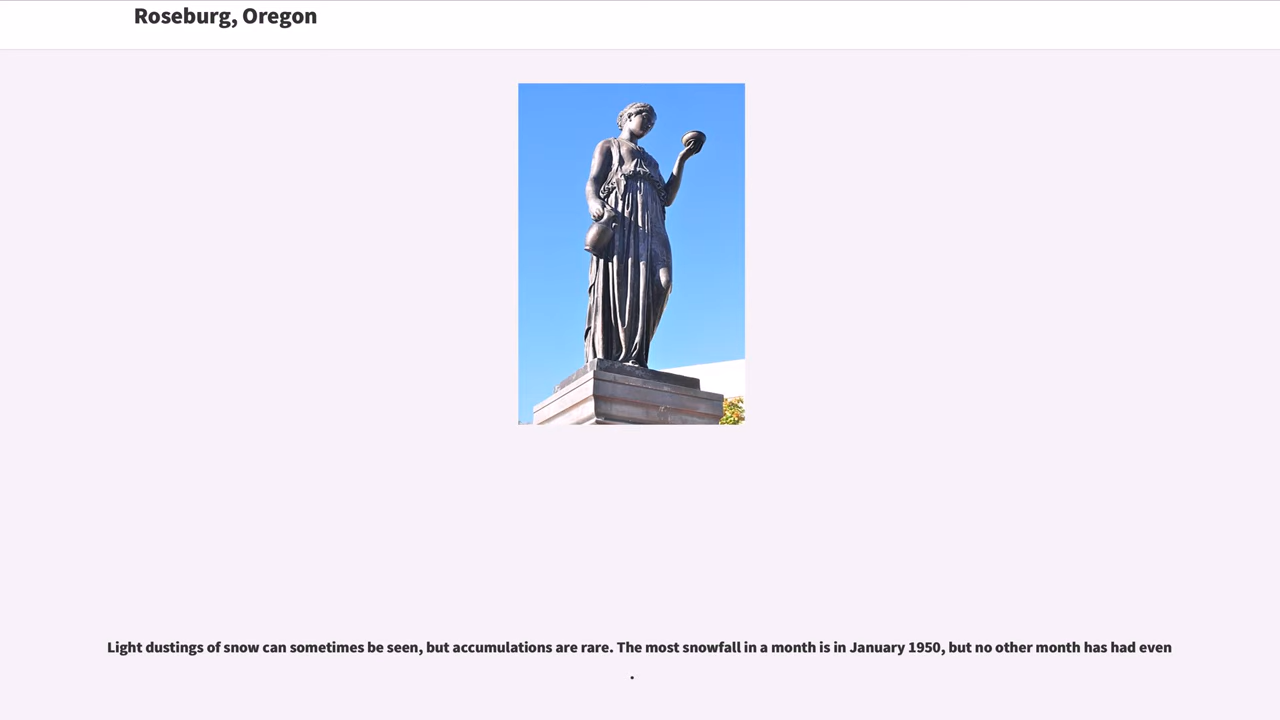 Roseburg, Oregon
Light dustings of snow can sometimes be seen, but accumulations are rare. The most snowfall in a month is in January 1950, but no other month has had even
.